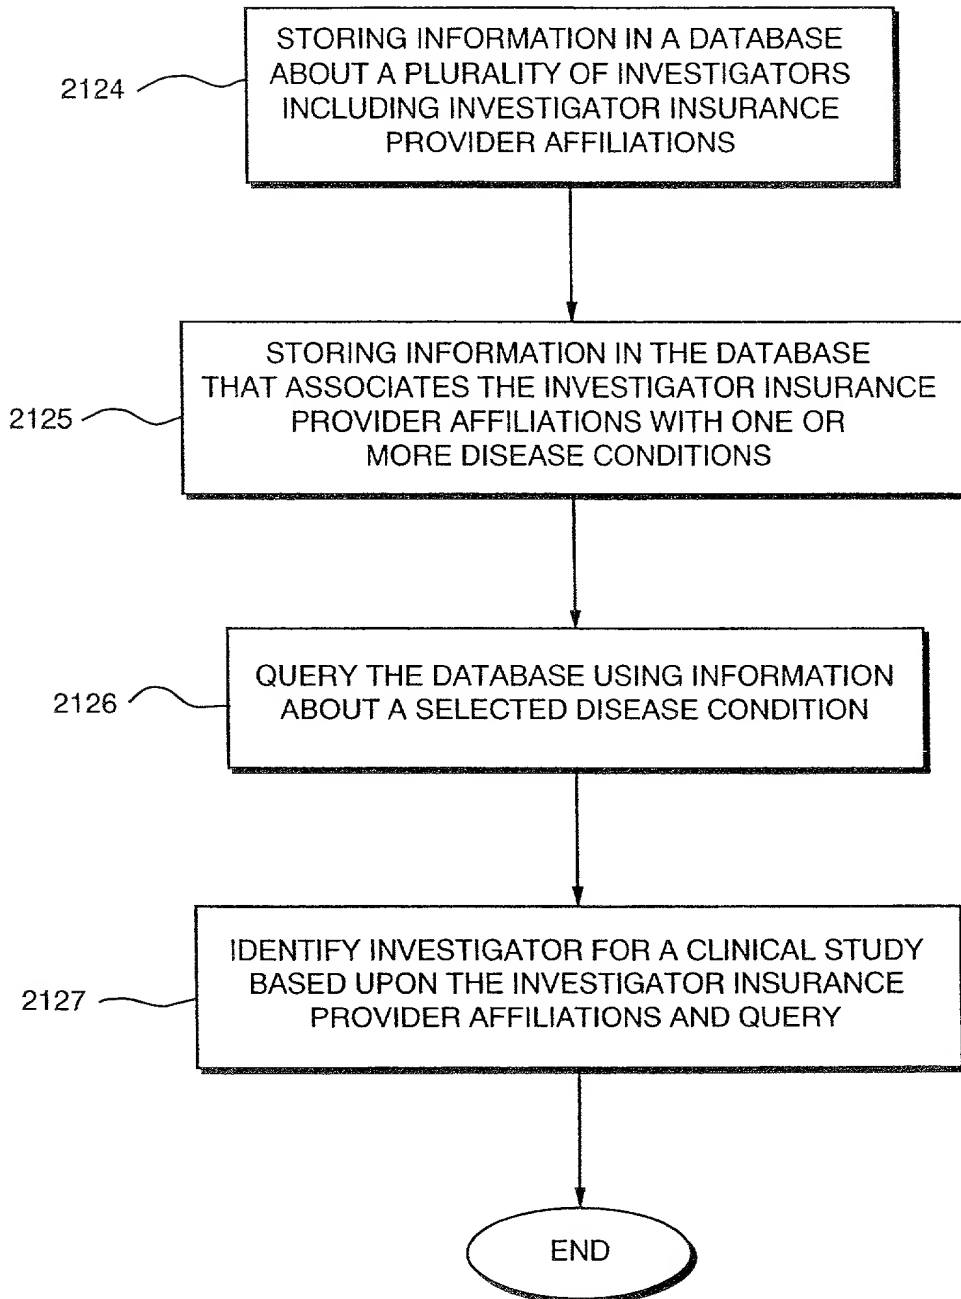 2124
STORING INFORMATION IN A DATABASE
ABOUT A PLURALITY OF INVESTIGATORS
INCLUDING INVESTIGATOR INSURANCE
PROVIDER AFFILIATIONS
2125
STORING INFORMATION IN THE DATABASE
THAT ASSOCIATES THE INVESTIGATOR INSURANCE
PROVIDER AFFILIATIONS WITH ONE OR
MORE DISEASE CONDITIONS
2126
QUERY THE DATABASE USING INFORMATION
ABOUT A SELECTED DISEASE CONDITION
2127
IDENTIFY INVESTIGATOR FOR A CLINICAL STUDY
BASED UPON THE INVESTIGATOR INSURANCE
PROVIDER AFFILIATIONS AND QUERY
END